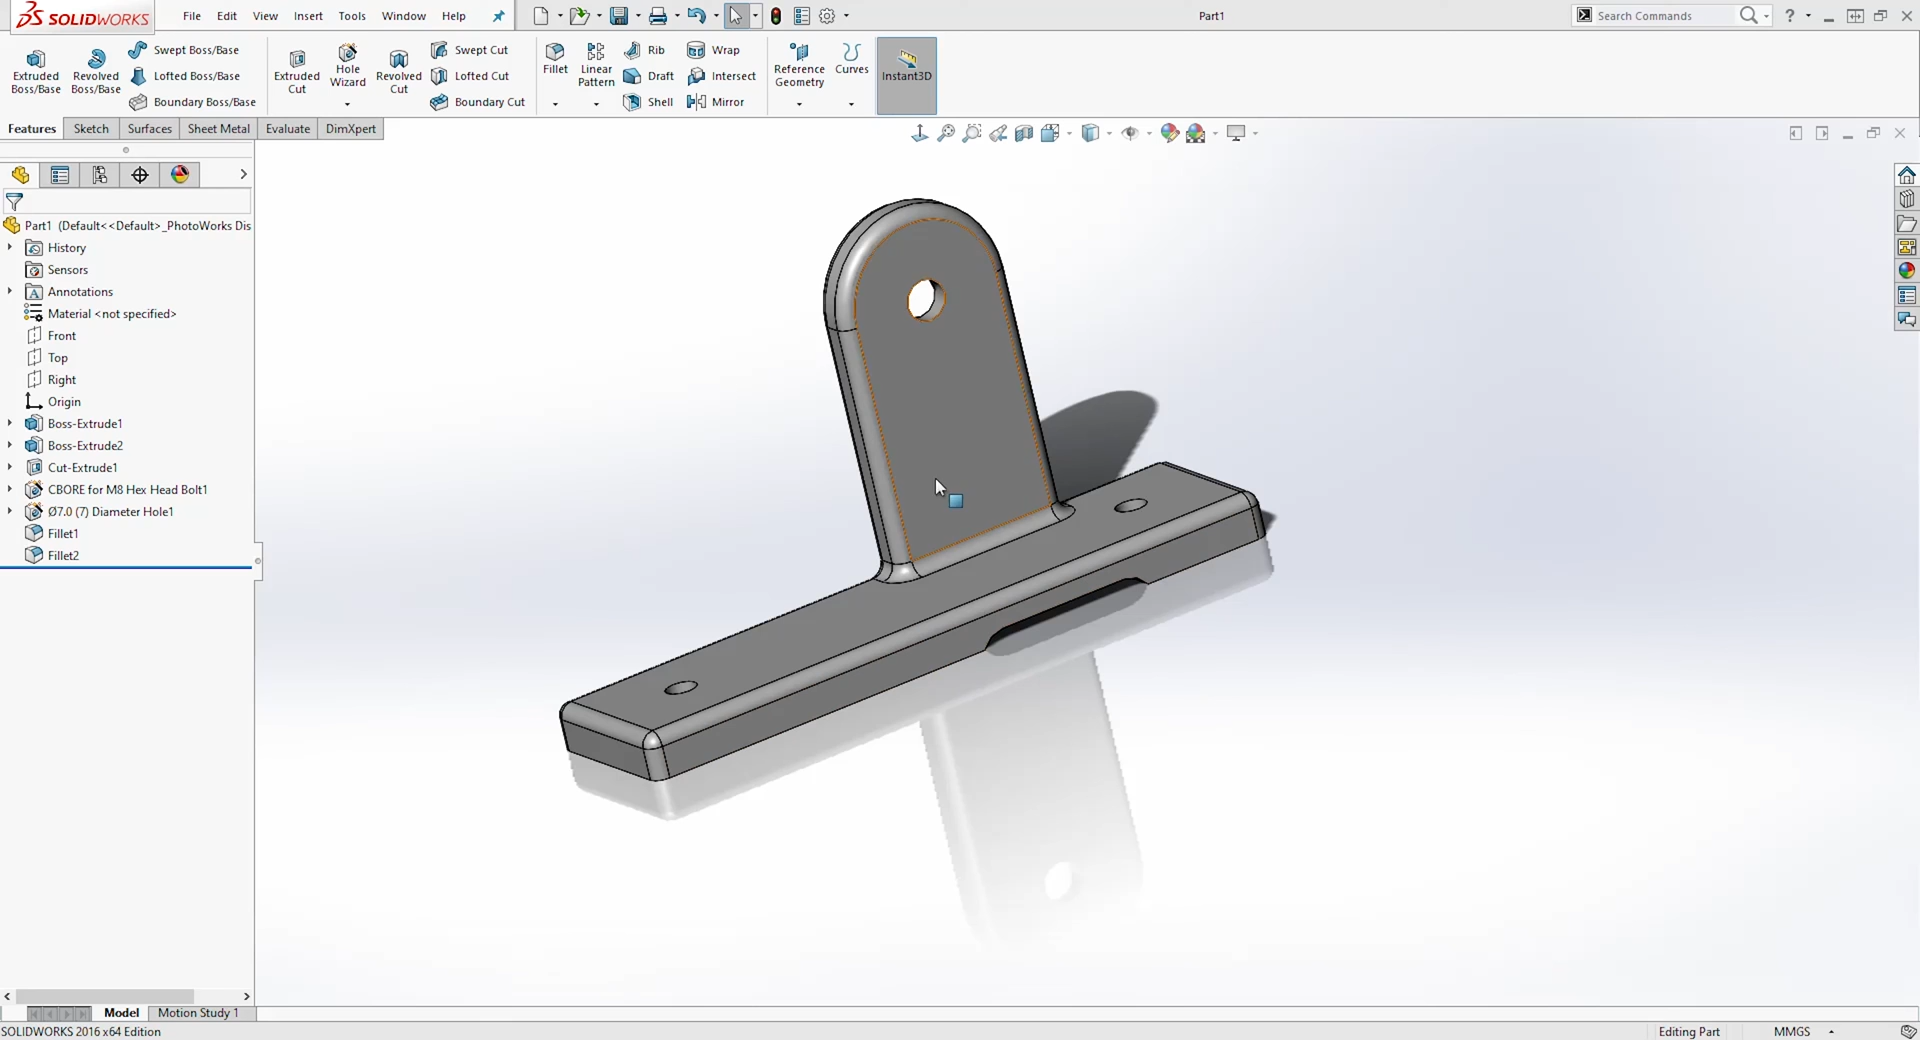 SOLIDWORKS
File Edit View Insert Tools Window Help
Part1
Search Commands
?
Extruded Boss/Base
Revolved Boss/Base
Swept Boss/Base
Lofted Boss/Base
Boundary Boss/Base
Extruded Cut
Hole Wizard
Revolved Cut
Swept Cut
Lofted Cut
Boundary Cut
Fillet
Linear Pattern
Rib
Draft
Shell
Wrap
Intersect
Mirror
Reference Geometry
Curves
Instant3D
Features Sketch Surfaces Sheet Metal Evaluate DimXpert
Part1 (Default<<Default>_PhotoWorks Dis
History
Sensors
Annotations
Material <not specified>
Front
Top
Right
Origin
Boss-Extrude1
Boss-Extrude2
Cut-Extrude1
CBORE for M8 Hex Head Bolt1
Ø7.0 (7) Diameter Hole1
Fillet1
Fillet2
Model Motion Study 1
SOLIDWORKS 2016 x64 Edition
Editing Part
MMGS